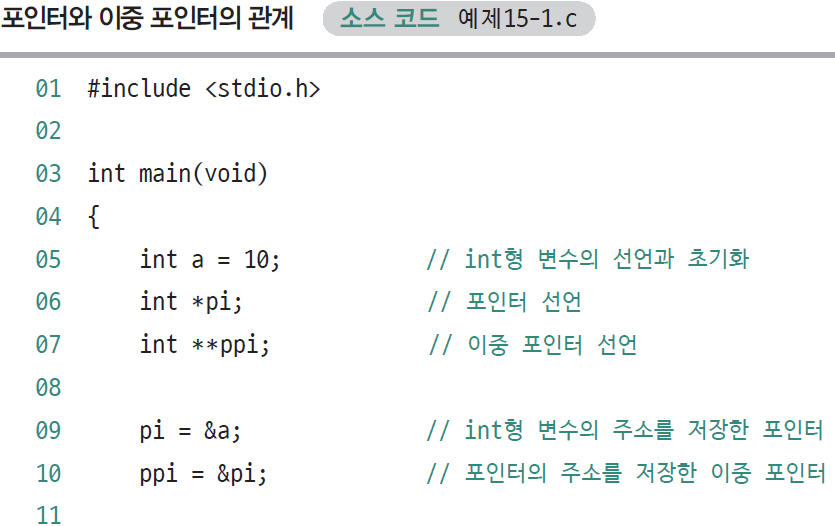 포인터와 이중 포인터의 관계 소스 코드 예제15-1.c
01 #include <stdio.h>
02
03 int main(void)
04 {
05     int a = 10;           // int형 변수의 선언과 초기화
06     int *pi;              // 포인터 선언
07     int **ppi;            // 이중 포인터 선언
08
09     pi = &a;              // int형 변수의 주소를 저장한 포인터
10     ppi = &pi;            // 포인터의 주소를 저장한 이중 포인터
11